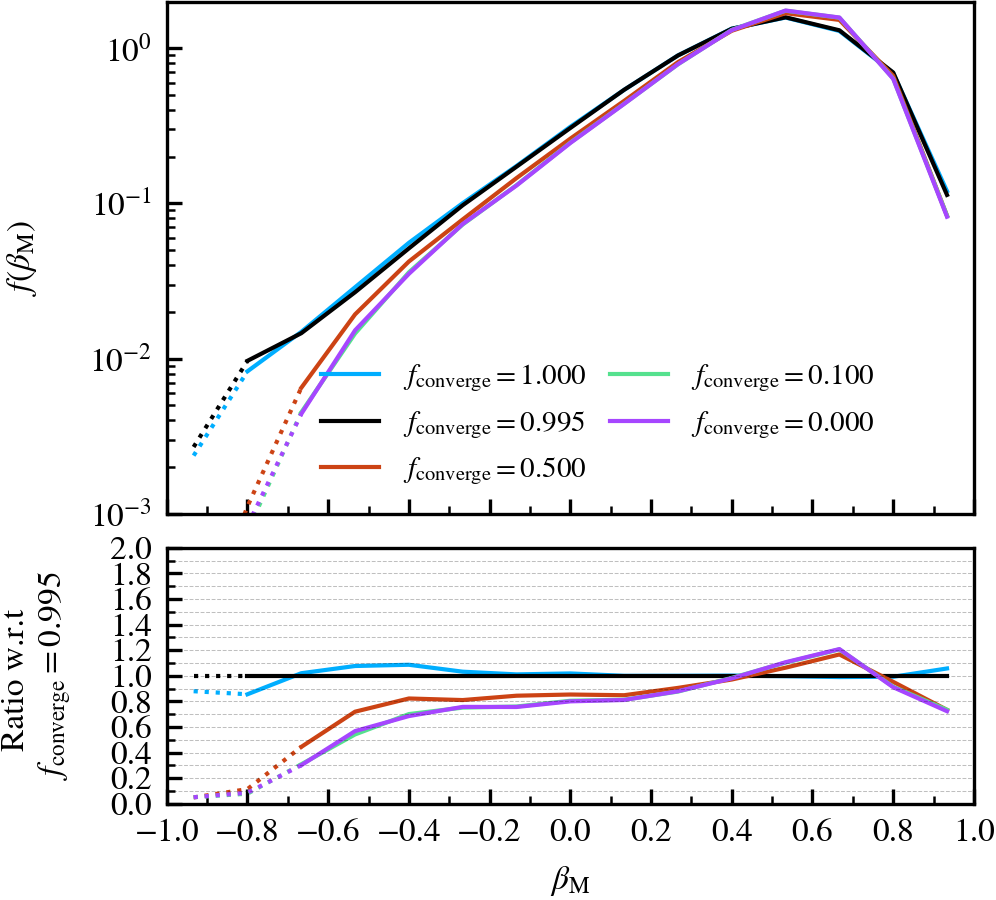 10⁰
10⁻¹
10⁻²
10⁻³
f(β_M)
f_converge = 1.000
f_converge = 0.995
f_converge = 0.500
f_converge = 0.100
f_converge = 0.000
2.0
1.8
1.6
1.4
1.2
1.0
0.8
0.6
0.4
0.2
0.0
Ratio w.r.t
f_converge = 0.995
−1.0 −0.8 −0.6 −0.4 −0.2 0.0 0.2 0.4 0.6 0.8 1.0
β_M